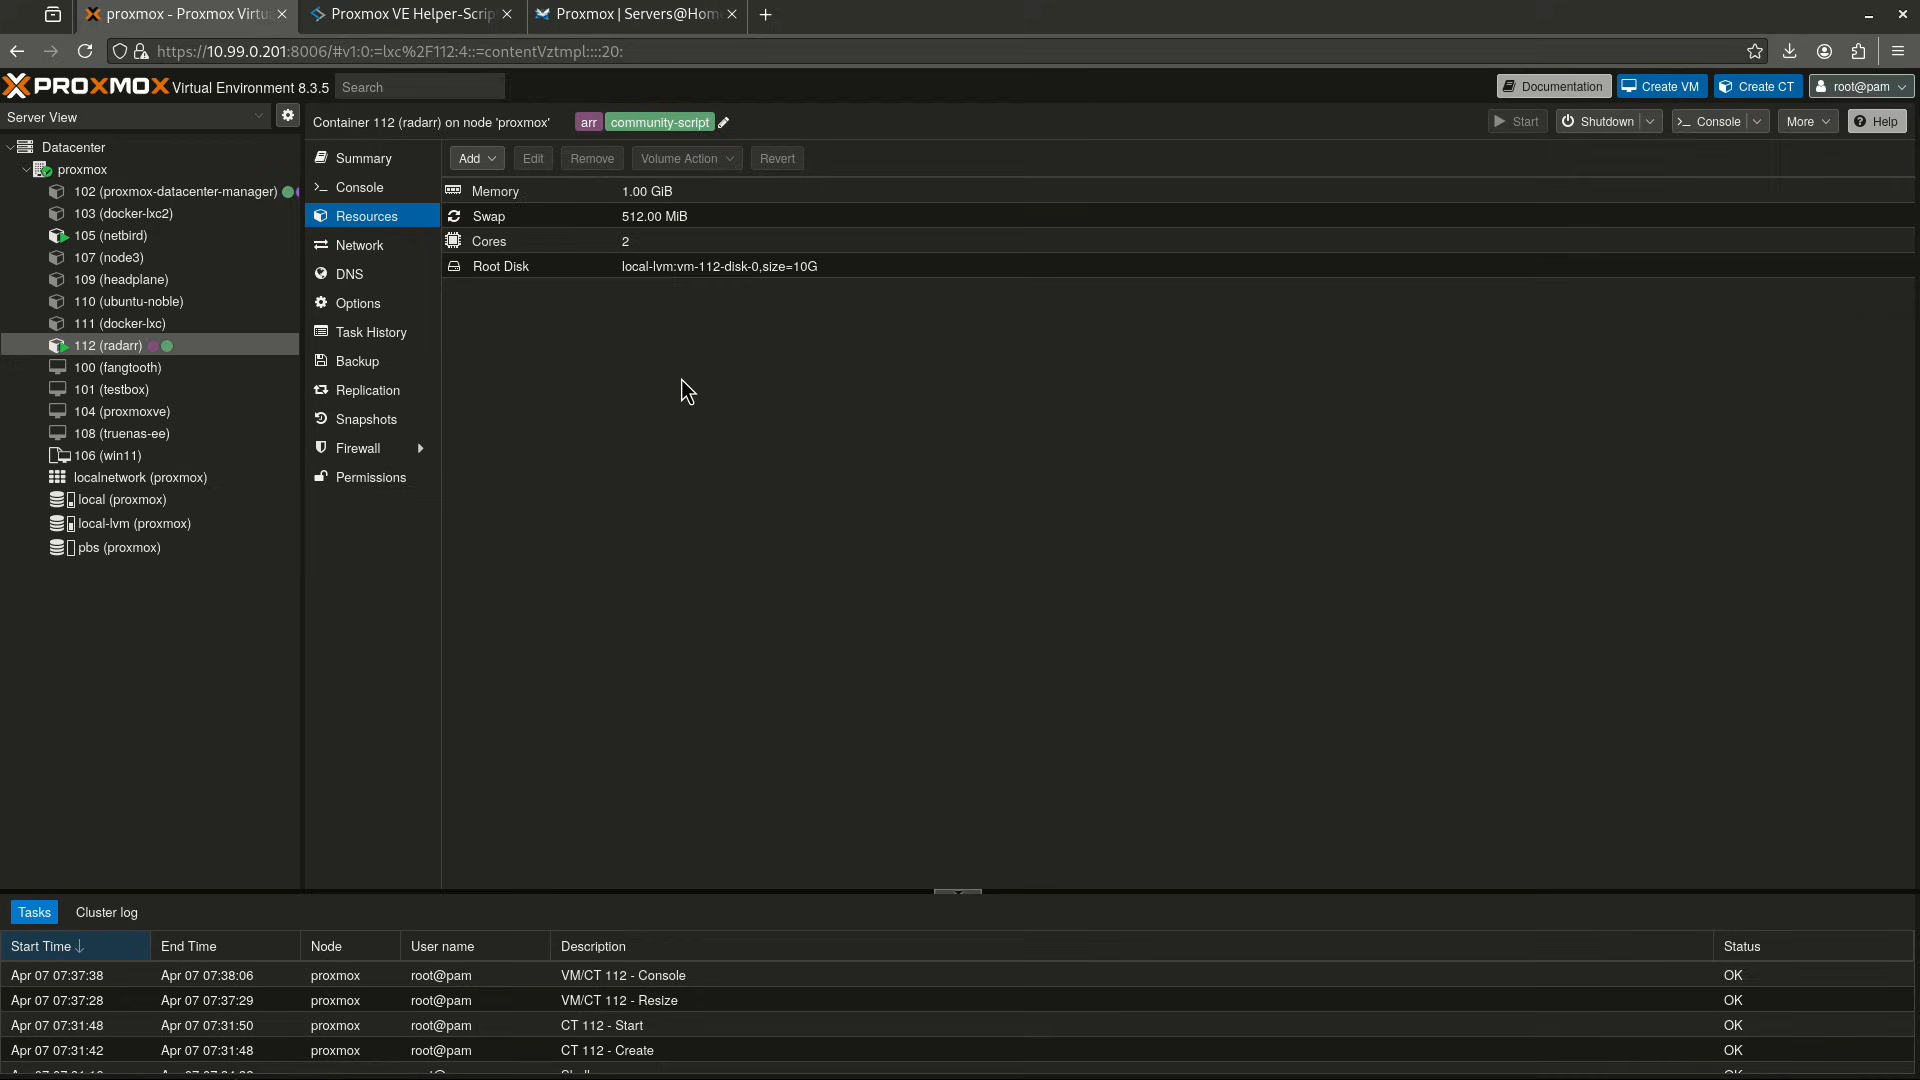 proxmox - Proxmox Virtu
Proxmox VE Helper-Scrip
Proxmox | Servers@Hom
https://10.99.0.201:8006/#v1:0:=lxc%2F112:4::=contentVztmpl::::20:
PROXMOX Virtual Environment 8.3.5
Search
Documentation
Create VM
Create CT
root@pam
Server View
Container 112 (radarr) on node 'proxmox'
arr
community-script
Start
Shutdown
Console
More
Help
Datacenter
proxmox
102 (proxmox-datacenter-manager)
103 (docker-lxc2)
105 (netbird)
107 (node3)
109 (headplane)
110 (ubuntu-noble)
111 (docker-lxc)
112 (radarr)
100 (fangtooth)
101 (testbox)
104 (proxmoxve)
108 (truenas-ee)
106 (win11)
localnetwork (proxmox)
local (proxmox)
local-lvm (proxmox)
pbs (proxmox)
Summary
Console
Resources
Network
DNS
Options
Task History
Backup
Replication
Snapshots
Firewall
Permissions
Add
Edit
Remove
Volume Action
Revert
Memory 1.00 GiB
Swap 512.00 MiB
Cores 2
Root Disk local-lvm:vm-112-disk-0,size=10G
Tasks
Cluster log
Start Time End Time Node User name Description Status
Apr 07 07:37:38 Apr 07 07:38:06 proxmox root@pam VM/CT 112 - Console OK
Apr 07 07:37:28 Apr 07 07:37:29 proxmox root@pam VM/CT 112 - Resize OK
Apr 07 07:31:48 Apr 07 07:31:50 proxmox root@pam CT 112 - Start OK
Apr 07 07:31:42 Apr 07 07:31:48 proxmox root@pam CT 112 - Create OK